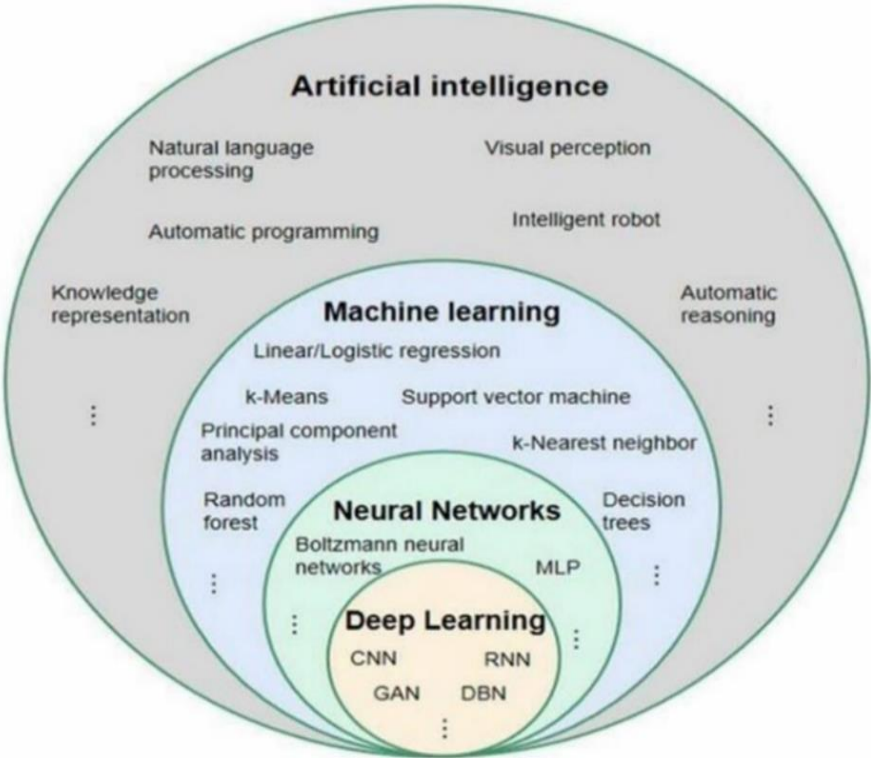 Artificial intelligence
Natural language
processing
Visual perception
Automatic programming
Intelligent robot
Knowledge
representation
Automatic
reasoning
Machine learning
Linear/Logistic regression
k-Means
Support vector machine
Principal component
analysis
k-Nearest neighbor
Random
forest
Decision
trees
Neural Networks
Boltzmann neural
networks
MLP
Deep Learning
CNN
RNN
GAN
DBN